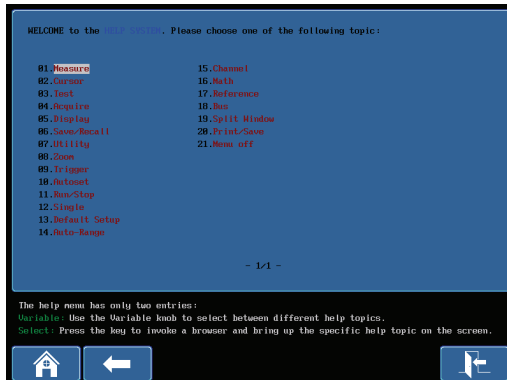 WELCOME to the HELP SYSTEM, Please choose one of the following topic:
01.Measure
02.Cursor
03.Test
04.Acquire
05.Display
06.Save/Recall
07.Utility
08.Zoom
09.Trigger
10.Autoset
11.Run/Stop
12.Single
13.Default Setup
14.Auto-Range
15.Channel
16.Math
17.Reference
18.Bus
19.Split Window
20.Print/Save
21.Menu off
- 1/1 -
The help menu has only two entries:
Variable: Use the Variable knob to select between different help topics.
Select: Press the key to invoke a browser and bring up the specific help topic on the screen.